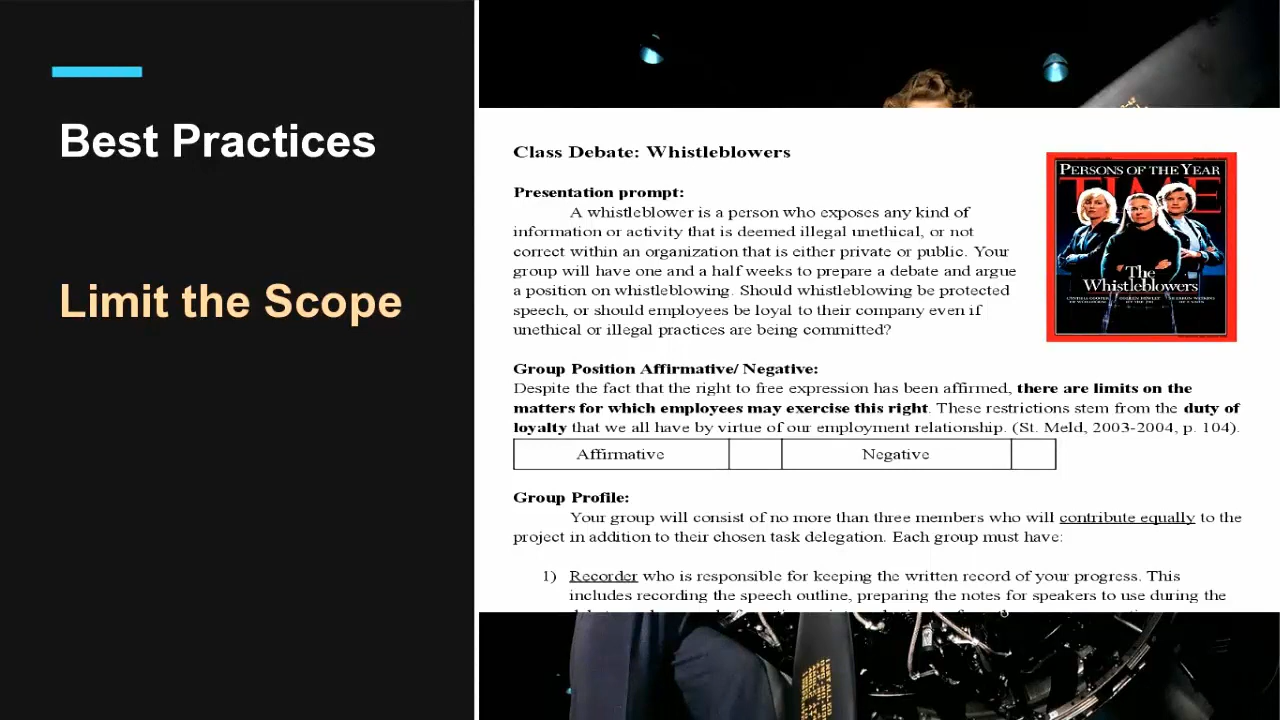 Best Practices
Limit the Scope
Class Debate: Whistleblowers
Presentation prompt:
A whistleblower is a person who exposes any kind of
information or activity that is deemed illegal unethical, or not
correct within an organization that is either private or public. Your
group will have one and a half weeks to prepare a debate and argue
a position on whistleblowing. Should whistleblowing be protected
speech, or should employees be loyal to their company even if
unethical or illegal practices are being committed?
PERSONS OF THE YEAR
TIME
The
Whistleblowers
Group Position Affirmative/ Negative:
Despite the fact that the right to free expression has been affirmed, there are limits on the
matters for which employees may exercise this right. These restrictions stem from the duty of
loyalty that we all have by virtue of our employment relationship. (St. Meld, 2003-2004, p. 104).
Affirmative Negative
Group Profile:
Your group will consist of no more than three members who will contribute equally to the
project in addition to their chosen task delegation. Each group must have:
1) Recorder who is responsible for keeping the written record of your progress. This
includes recording the speech outline, preparing the notes for speakers to use during the